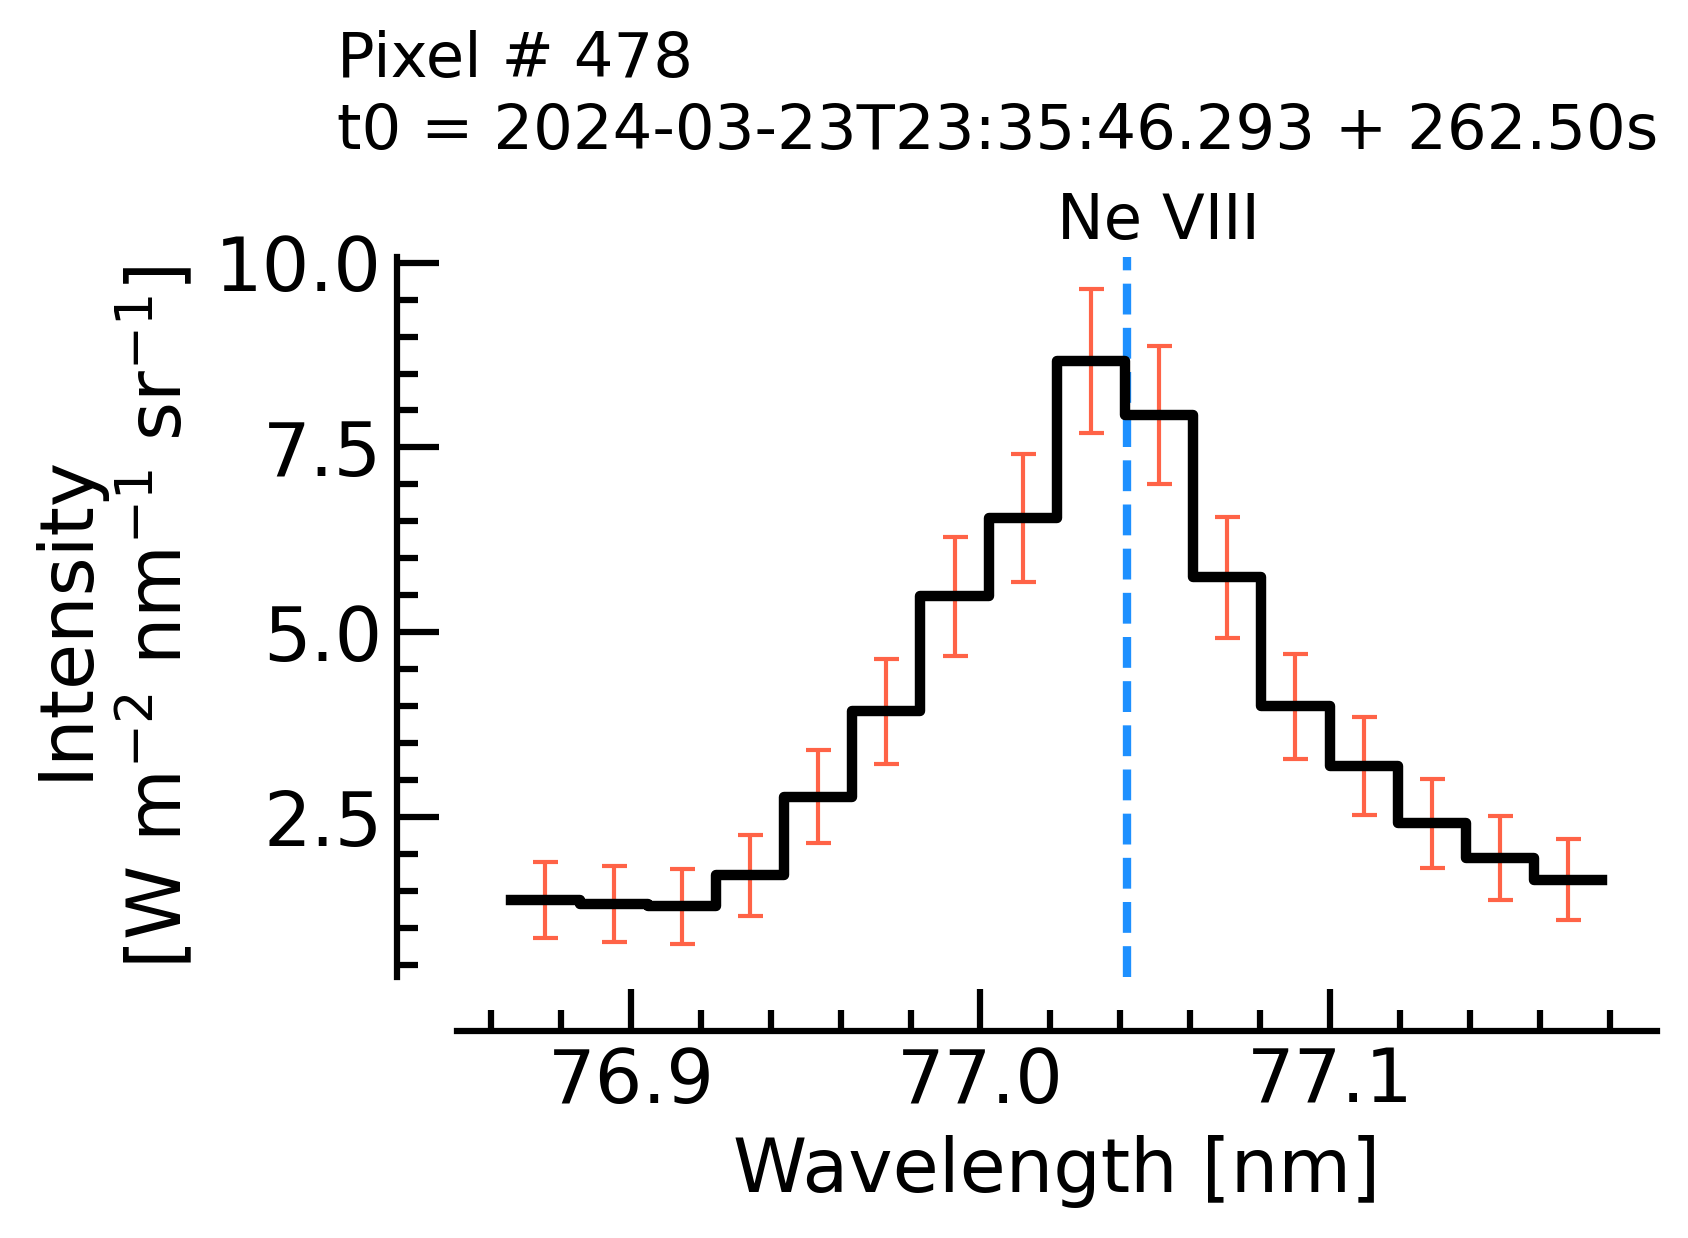 Pixel # 478
t0 = 2024-03-23T23:35:46.293 + 262.50s
Ne VIII
Intensity
[W m⁻² nm⁻¹ sr⁻¹]
10.0
7.5
5.0
2.5
76.9 77.0 77.1
Wavelength [nm]